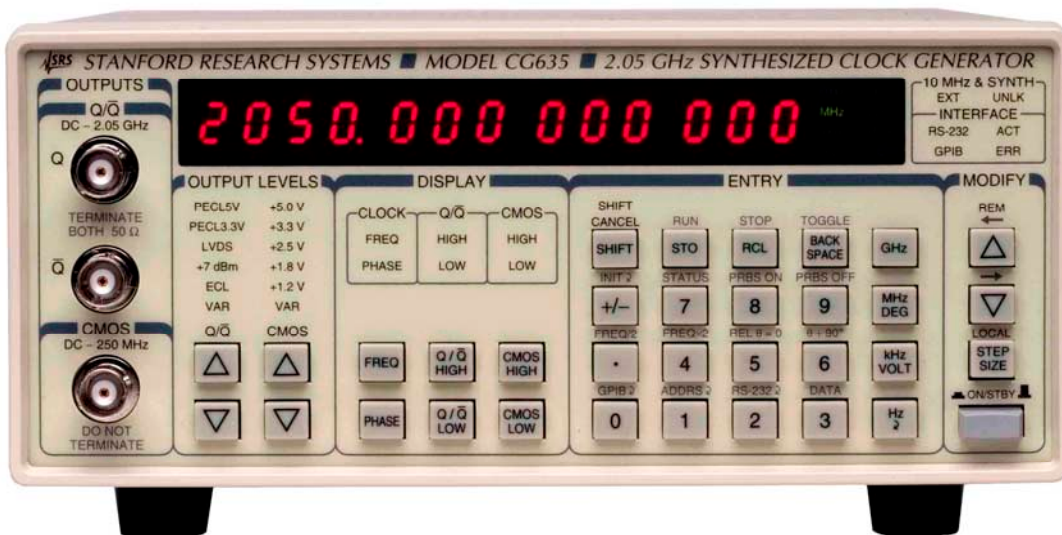 SRS STANFORD RESEARCH SYSTEMS ■ MODEL CG635 ■ 2.05 GHz SYNTHESIZED CLOCK GENERATOR
OUTPUTS
Q/Q̅
DC – 2.05 GHz
Q
TERMINATE
BOTH 50 Ω
Q̅
CMOS
DC – 250 MHz
DO NOT
TERMINATE
2050.000 000 000 MHz
10 MHz & SYNTH
EXT UNLK
INTERFACE
RS-232 ACT
GPIB ERR
OUTPUT LEVELS
PECL5V +5.0 V
PECL3.3V +3.3 V
LVDS +2.5 V
+7 dBm +1.8 V
ECL +1.2 V
VAR VAR
Q/Q̅ CMOS
DISPLAY
CLOCK Q/Q̅ CMOS
FREQ HIGH HIGH
PHASE LOW LOW
FREQ Q/Q̅ HIGH CMOS HIGH
PHASE Q/Q̅ LOW CMOS LOW
ENTRY
SHIFT
CANCEL RUN STOP TOGGLE
SHIFT STO RCL BACK SPACE GHz
INIT STATUS PRBS ON PRBS OFF
+/– 7 8 9 MHz DEG
FREQ/2 FREQ×2 REL θ = 0 θ + 90°
· 4 5 6 kHz VOLT
GPIB ADDRS RS-232 DATA
0 1 2 3 Hz
MODIFY
REM
←
→
LOCAL
STEP
SIZE
ON/STBY